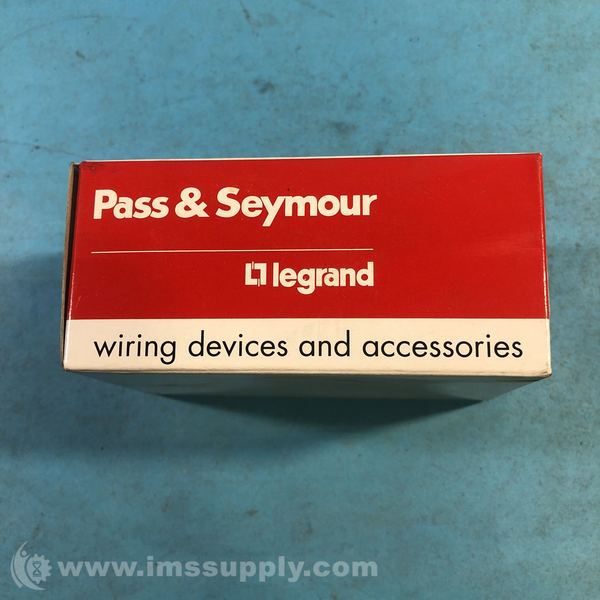 Pass & Seymour
legrand
wiring devices and accessories
www.imssupply.com